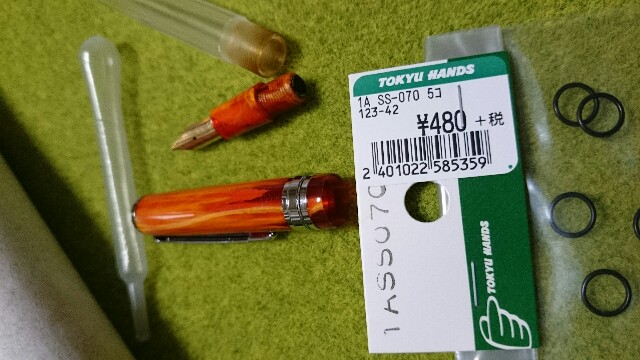 TOKYU HANDS
1A SS-070 5コ
123-42
¥480 +税
2 401022 585359
1ASS070
TOKYU HANDS